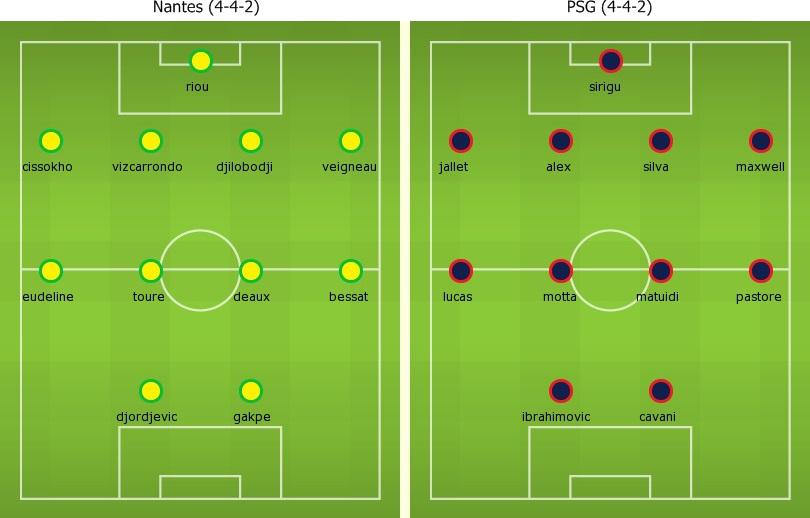 Nantes (4-4-2)
riou
cissokho vizcarrondo djilobodji veigneau
eudeline toure deaux bessat
djordjevic gakpe
PSG (4-4-2)
sirigu
jallet alex silva maxwell
lucas motta matuidi pastore
ibrahimovic cavani